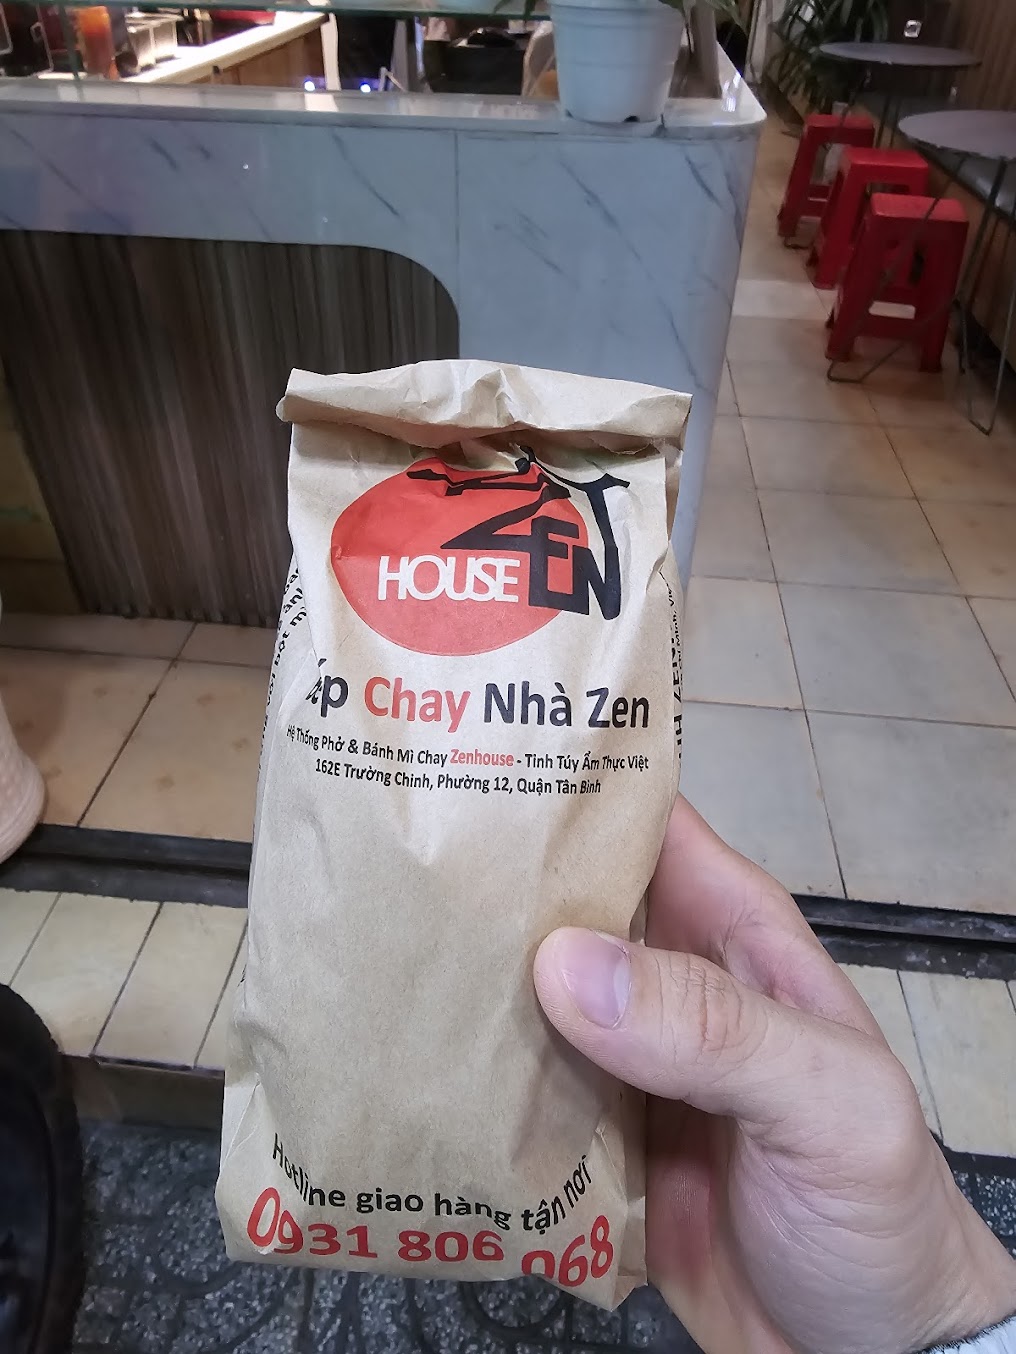 ZEN
HOUSE
Bếp Chay Nhà Zen
Hệ Thống Phở & Bánh Mì Chay Zenhouse - Tinh Túy Ẩm Thực Việt
162E Trường Chinh, Phường 12, Quận Tân Bình
Hotline giao hàng tận nơi
0931 806 068